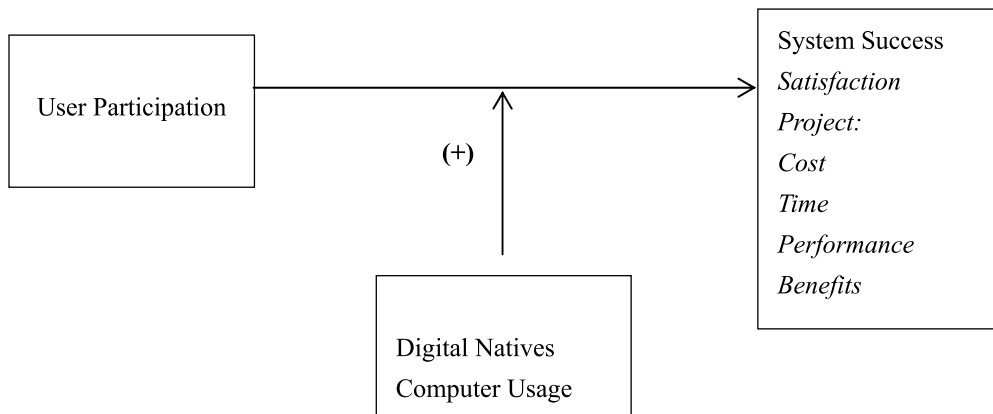 User Participation
(+)
System Success
Satisfaction
Project:
Cost
Time
Performance
Benefits
Digital Natives
Computer Usage